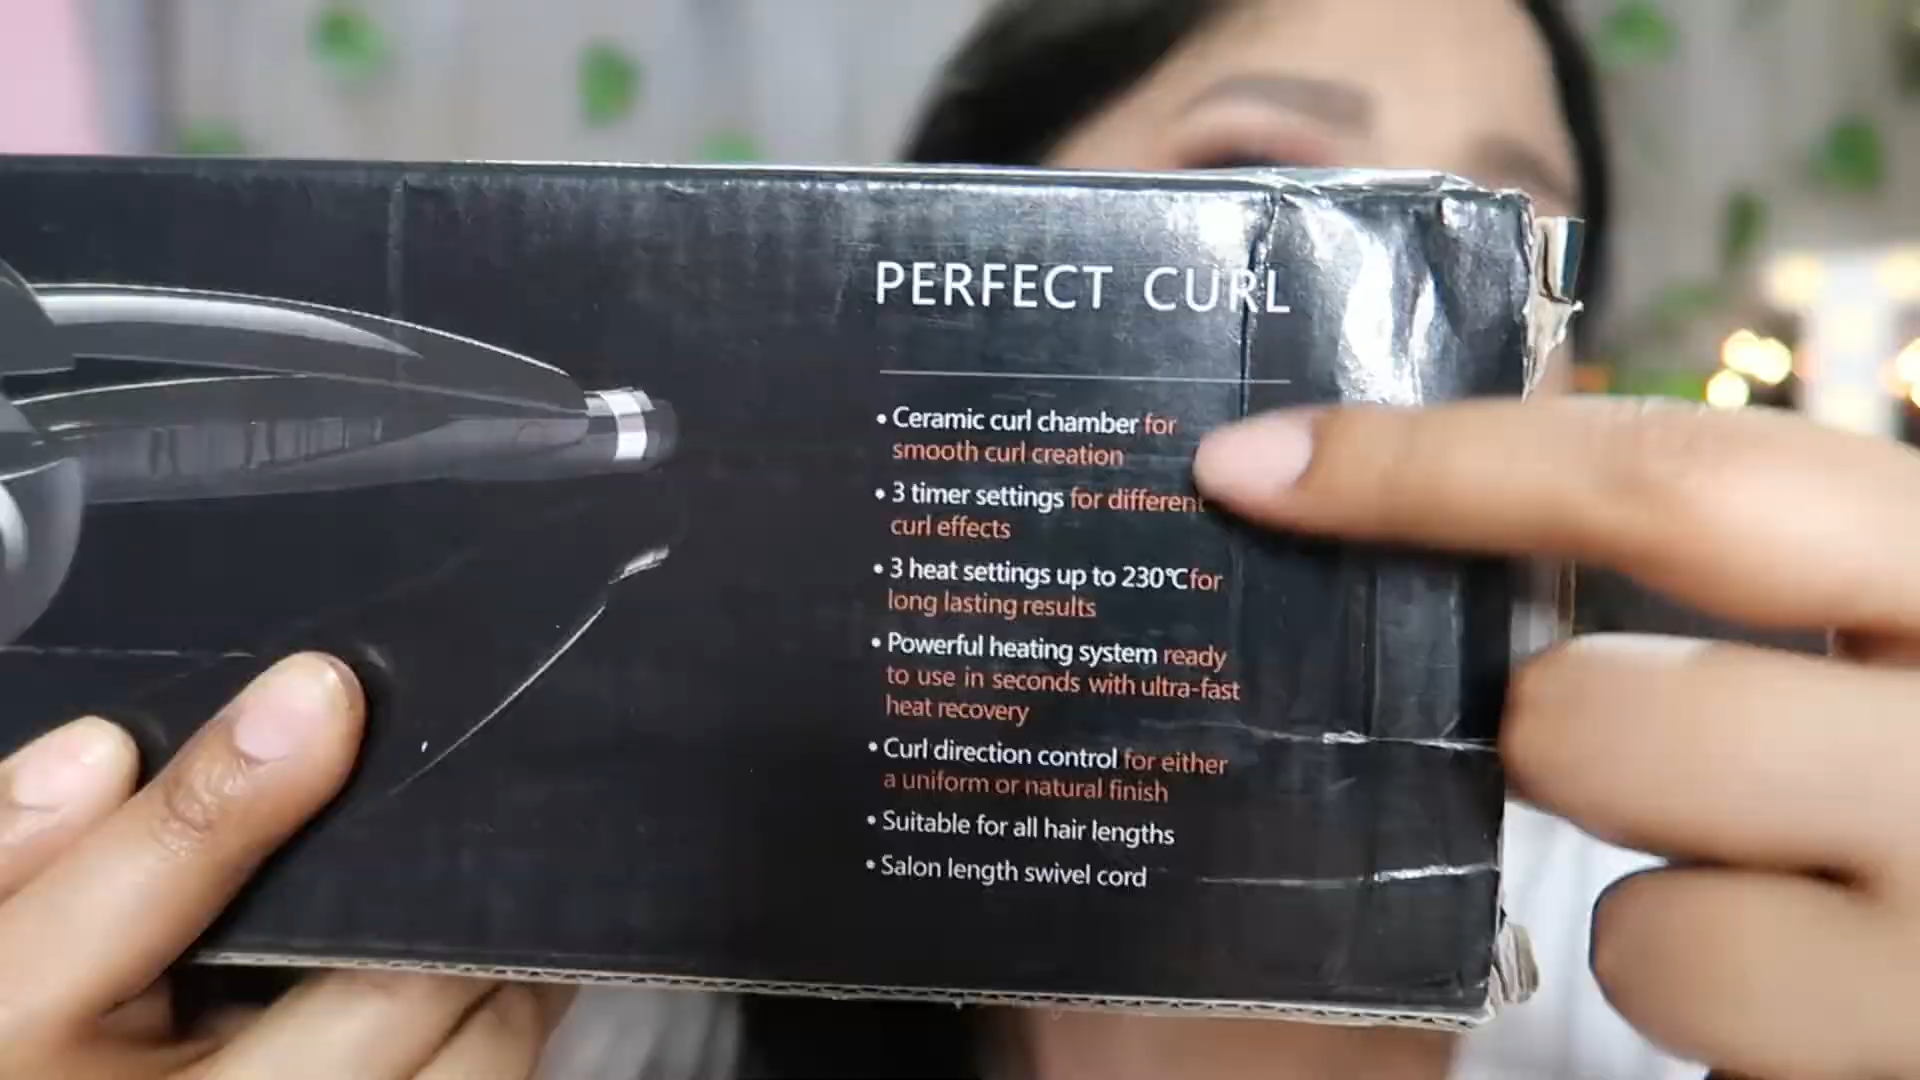 PERFECT CURL
• Ceramic curl chamber for
smooth curl creation
• 3 timer settings for different
curl effects
• 3 heat settings up to 230℃for
long lasting results
• Powerful heating system ready
to use in seconds with ultra-fast
heat recovery
• Curl direction control for either
a uniform or natural finish
• Suitable for all hair lengths
• Salon length swivel cord